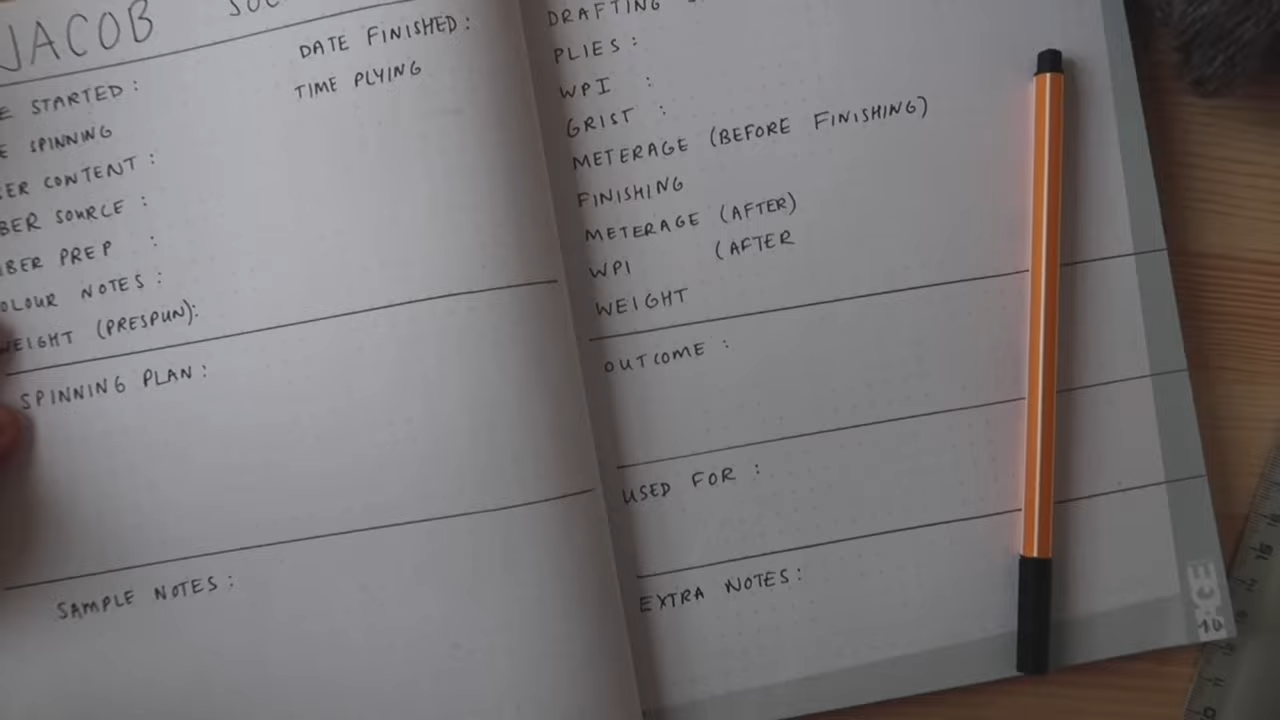 JACOB
STARTED:
DATE FINISHED:
SPINNING
TIME PLYING
CONTENT:
SOURCE:
PREP :
NOTES:
(PRESPUN):
SPINNING PLAN:
SAMPLE NOTES:
DRAFTING
PLIES:
WPI :
GRIST :
METERAGE (BEFORE FINISHING)
FINISHING
METERAGE (AFTER)
WPI (AFTER
WEIGHT
OUTCOME :
USED FOR :
EXTRA NOTES: